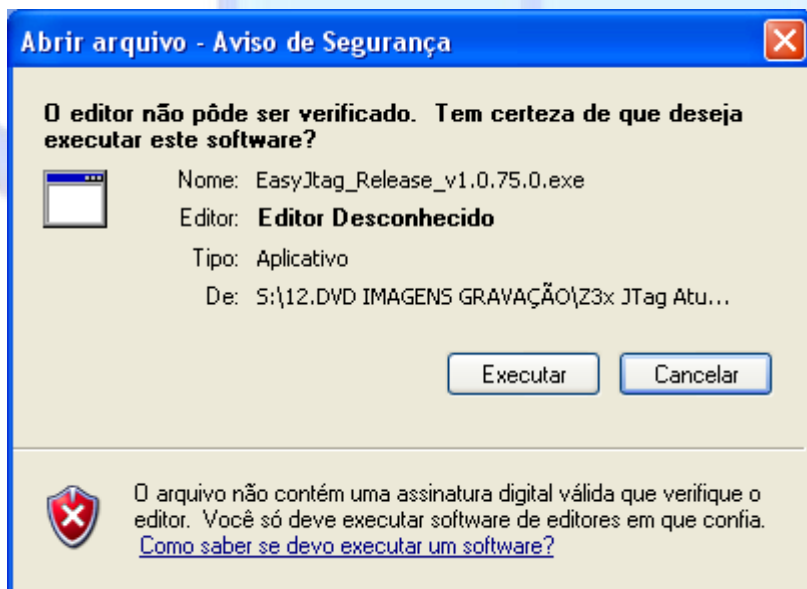 Abrir arquivo - Aviso de Segurança
O editor não pôde ser verificado. Tem certeza de que deseja
executar este software?
Nome: EasyJtag_Release_v1.0.75.0.exe
Editor: Editor Desconhecido
Tipo: Aplicativo
De: S:\12.DVD IMAGENS GRAVAÇÃO\Z3x JTag Atu...
Executar Cancelar
O arquivo não contém uma assinatura digital válida que verifique o
editor. Você só deve executar software de editores em que confia.
Como saber se devo executar um software?